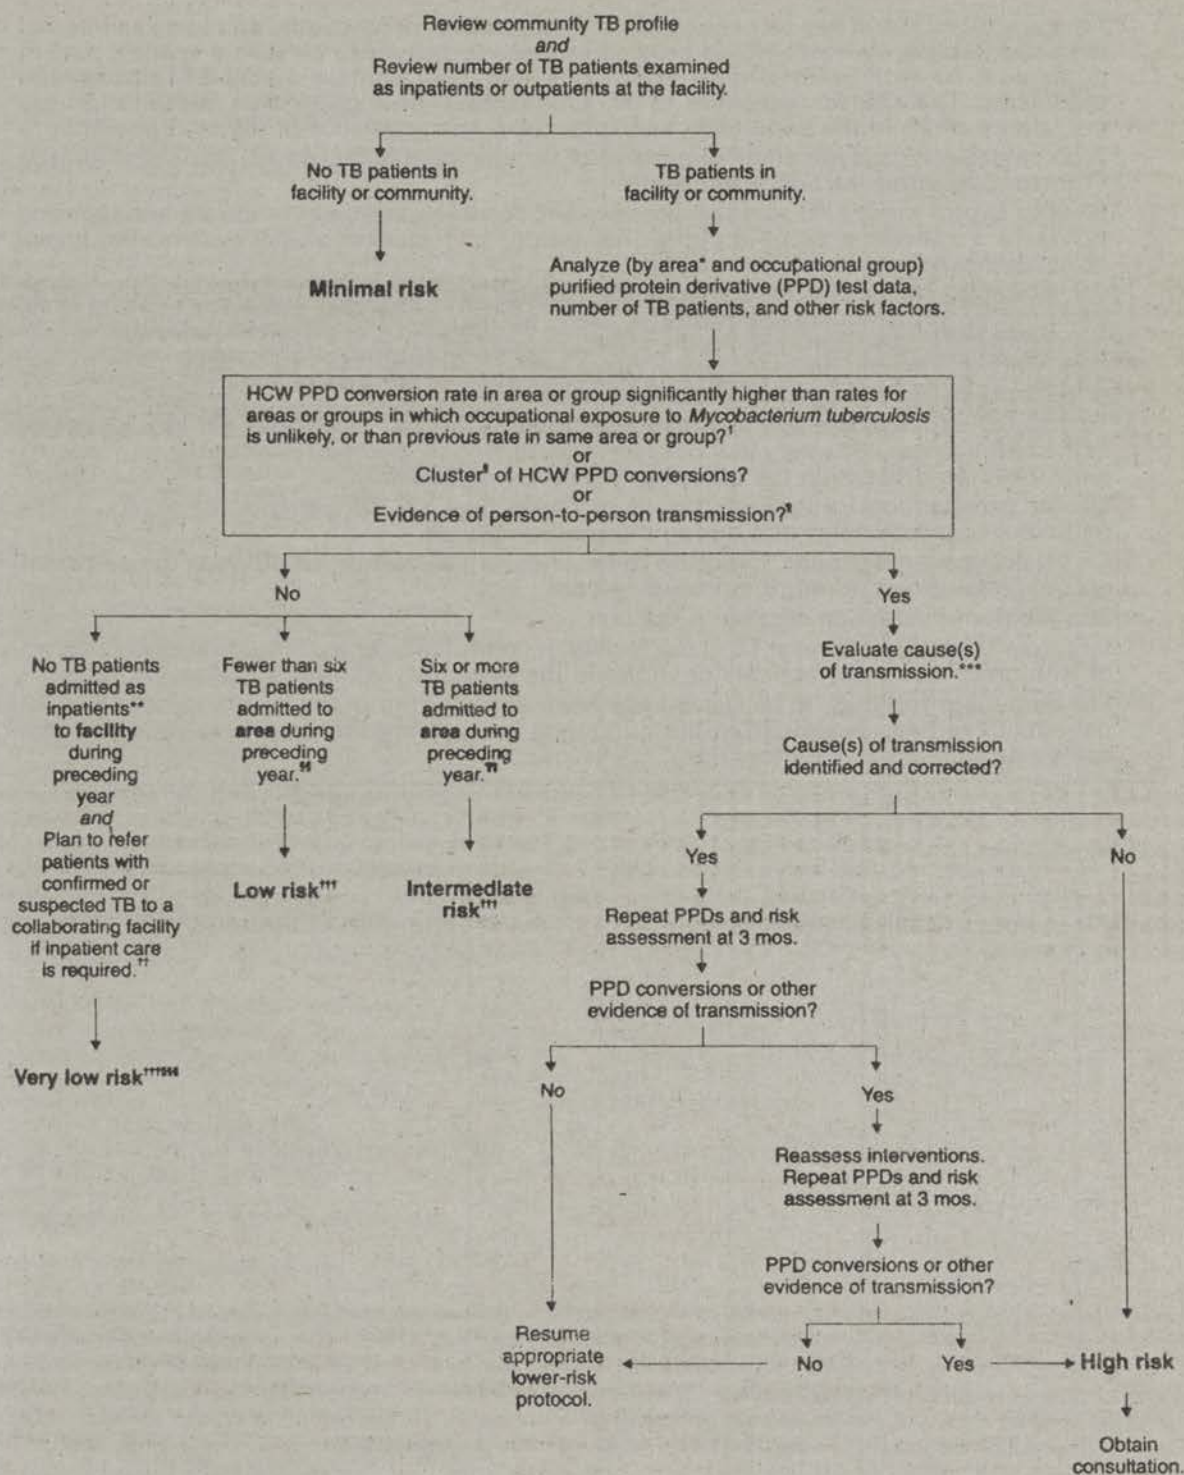 Review community TB profile
and
Review number of TB patients examined
as inpatients or outpatients at the facility.
No TB patients in
facility or community.
TB patients in
facility or community.
Minimal risk
Analyze (by area* and occupational group)
purified protein derivative (PPD) test data,
number of TB patients, and other risk factors.
HCW PPD conversion rate in area or group significantly higher than rates for
areas or groups in which occupational exposure to Mycobacterium tuberculosis
is unlikely, or than previous rate in same area or group?†
or
Cluster§ of HCW PPD conversions?
or
Evidence of person-to-person transmission?¶
No
Yes
No TB patients
admitted as
inpatients**
to facility
during
preceding
year
and
Plan to refer
patients with
confirmed or
suspected TB to a
collaborating facility
if inpatient care
is required.††
Very low risk†††§§§
Fewer than six
TB patients
admitted to
area during
preceding
year.§§
Low risk†††
Six or more
TB patients
admitted to
area during
preceding
year.¶¶
Intermediate
risk†††
Evaluate cause(s)
of transmission.***
Cause(s) of transmission
identified and corrected?
Yes
No
Repeat PPDs and risk
assessment at 3 mos.
PPD conversions or other
evidence of transmission?
No
Yes
Reassess interventions.
Repeat PPDs and risk
assessment at 3 mos.
PPD conversions or other
evidence of transmission?
Resume
appropriate
lower-risk
protocol.
No
Yes
High risk
Obtain
consultation.